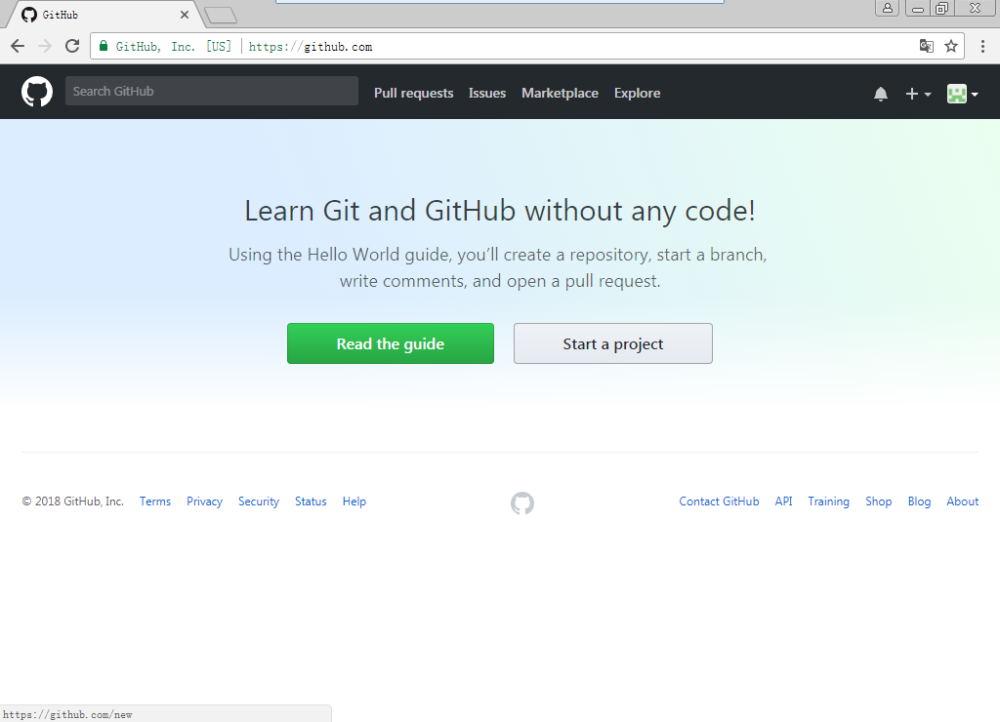 GitHub
GitHub, Inc. [US] | https://github.com
Search GitHub Pull requests Issues Marketplace Explore
Learn Git and GitHub without any code!
Using the Hello World guide, you’ll create a repository, start a branch,
write comments, and open a pull request.
Read the guide Start a project
© 2018 GitHub, Inc. Terms Privacy Security Status Help Contact GitHub API Training Shop Blog About
https://github.com/new